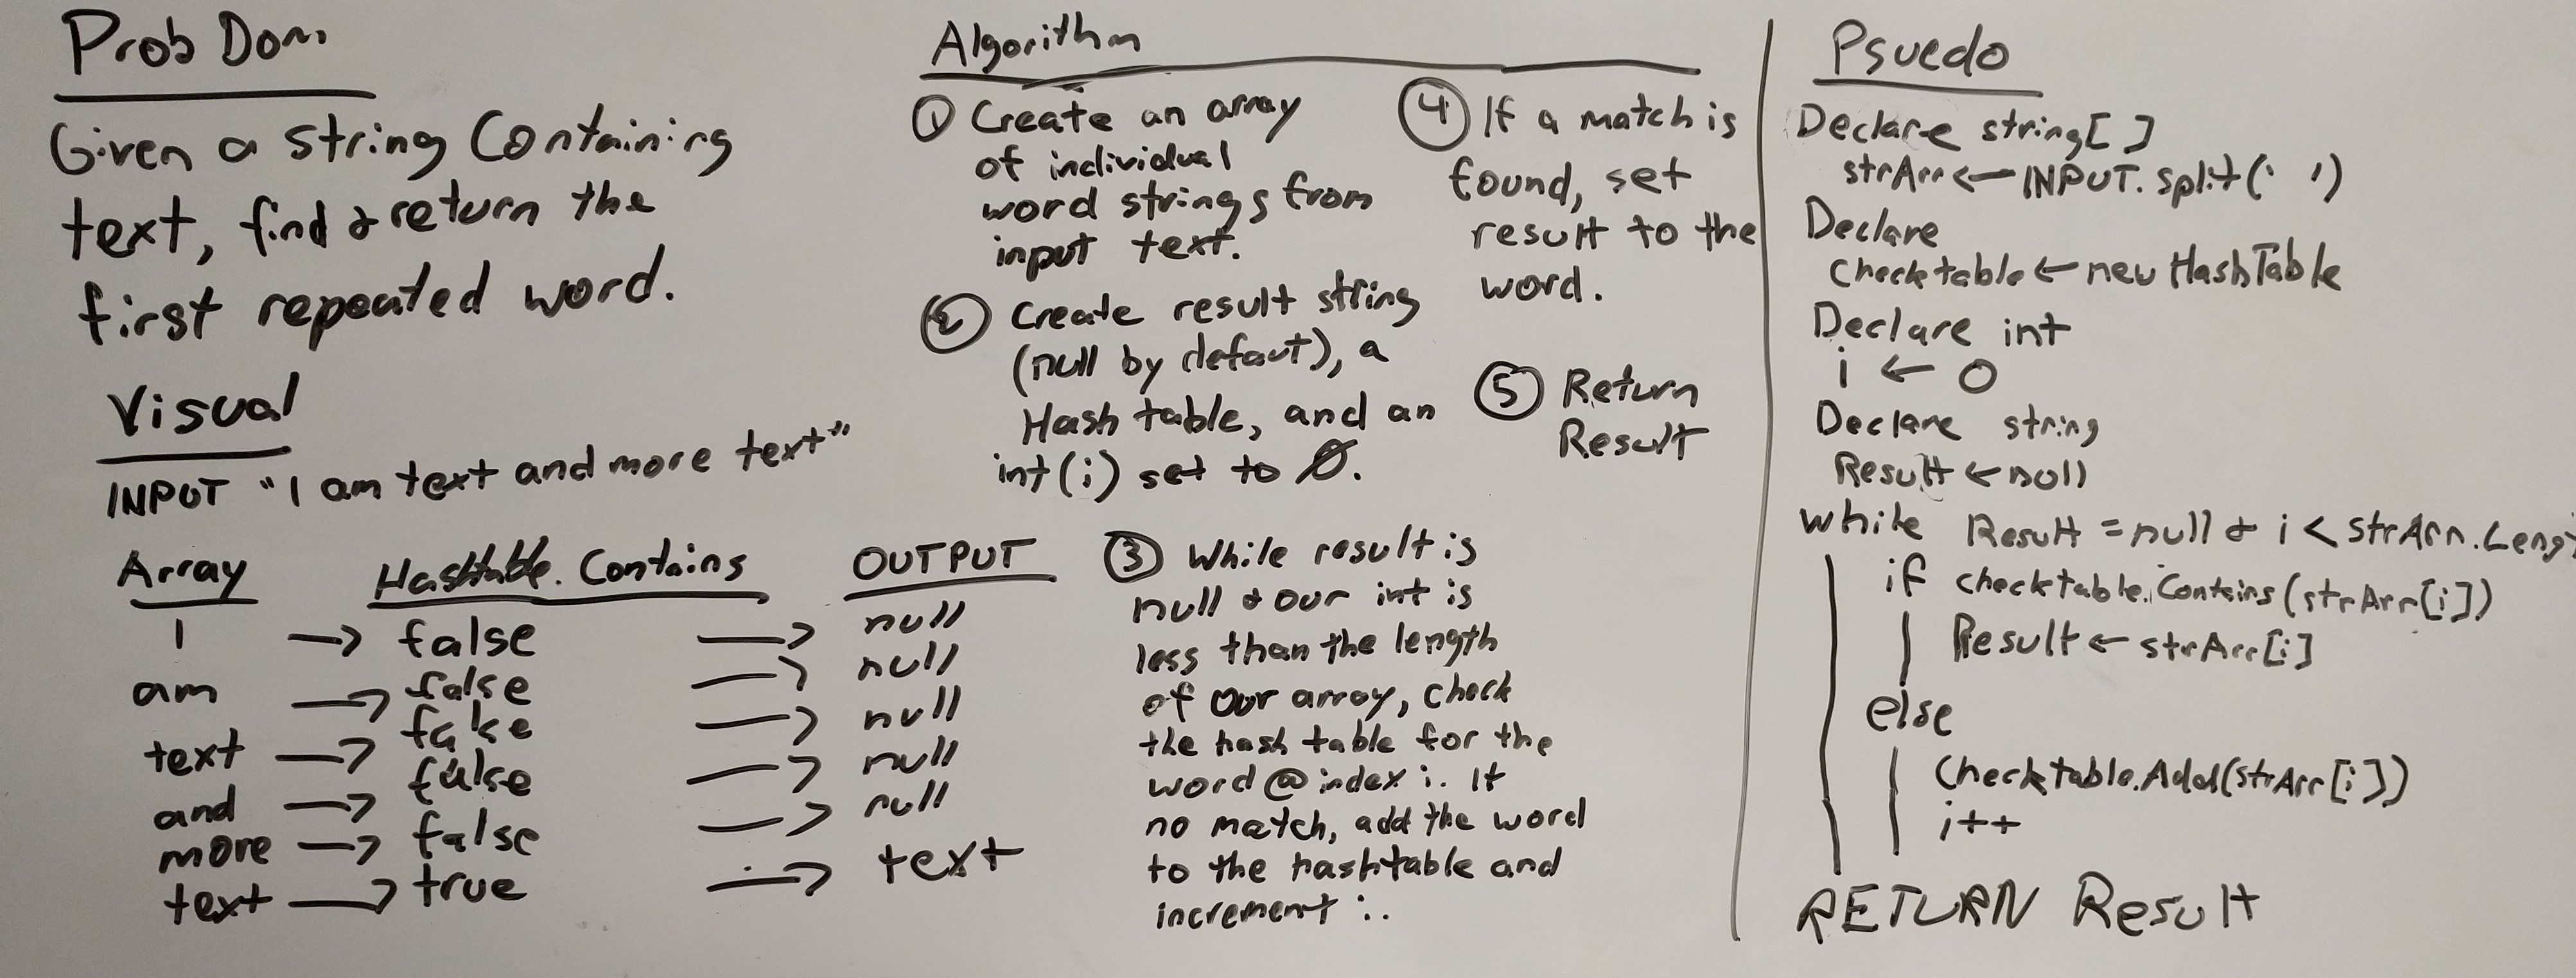 Prob Dom
Given a string Containing
text, find & return the
first repeated word.
Visual
INPUT "I am text and more text"
Array Hashtable.Contains OUTPUT
I → false → null
am → false → null
text → false → null
and → false → null
more → false → null
text → true → text
Algorithm
① Create an array
of individual
word strings from
input text.
② Create result string
(null by defaut), a
Hash table, and an
int (i) set to 0.
③ While result is
null & our int is
less than the length
of our array, check
the hash table for the
word @ index i. If
no match, add the word
to the hashtable and
increment i.
④ If a match is
found, set
result to the
word.
⑤ Return
Result
Psuedo
Declare string[]
strArr ← INPUT.split(' ')
Declare
checktable ← new HashTable
Declare int
i ← 0
Declare string
Result ← null
while Result = null & i < strArr.Leng
if checktable.Contains(strArr[i])
Result ← strArr[i]
else
Checktable.Add(strArr[i])
i++
RETURN Result